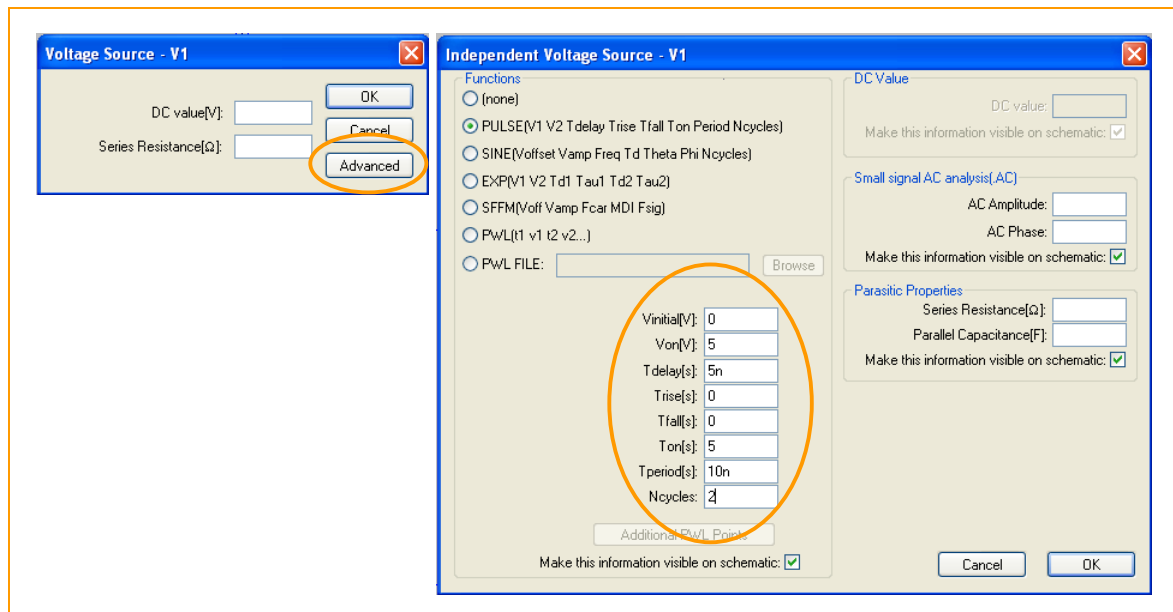 Voltage Source - V1
DC value[V]:
OK
Series Resistance[Ω]:
Cancel
Advanced
Independent Voltage Source - V1
Functions
(none)
PULSE(V1 V2 Tdelay Trise Tfall Ton Period Ncycles)
SINE(Voffset Vamp Freq Td Theta Phi Ncycles)
EXP(V1 V2 Td1 Tau1 Td2 Tau2)
SFFM(Voff Vamp Fcar MDI Fsig)
PWL(t1 v1 t2 v2...)
PWL FILE:
Browse
Vinitial[V]: 0
Von[V]: 5
Tdelay[s]: 5n
Trise[s]: 0
Tfall[s]: 0
Ton[s]: 5
Tperiod[s]: 10n
Ncycles: 2
Additional PWL Points
Make this information visible on schematic:
DC Value
DC value:
Make this information visible on schematic:
Small signal AC analysis(.AC)
AC Amplitude:
AC Phase:
Make this information visible on schematic:
Parasitic Properties
Series Resistance[Ω]:
Parallel Capacitance[F]:
Make this information visible on schematic:
Cancel
OK